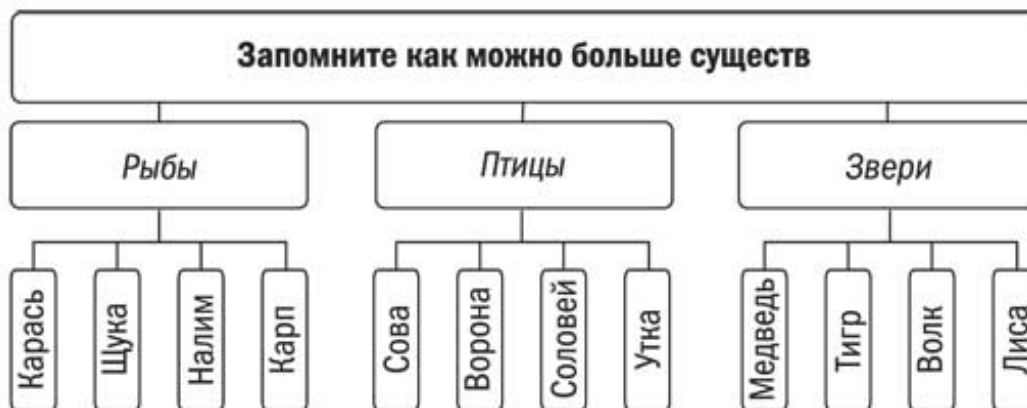 Запомните как можно больше существ
Рыбы
Птицы
Звери
Карась
Щука
Налим
Карп
Сова
Ворона
Соловей
Утка
Медведь
Тигр
Волк
Лиса